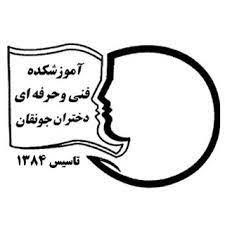 آموزشکده
فنی و حرفه ای
دختران جونقان
تاسیس ۱۳۸۴